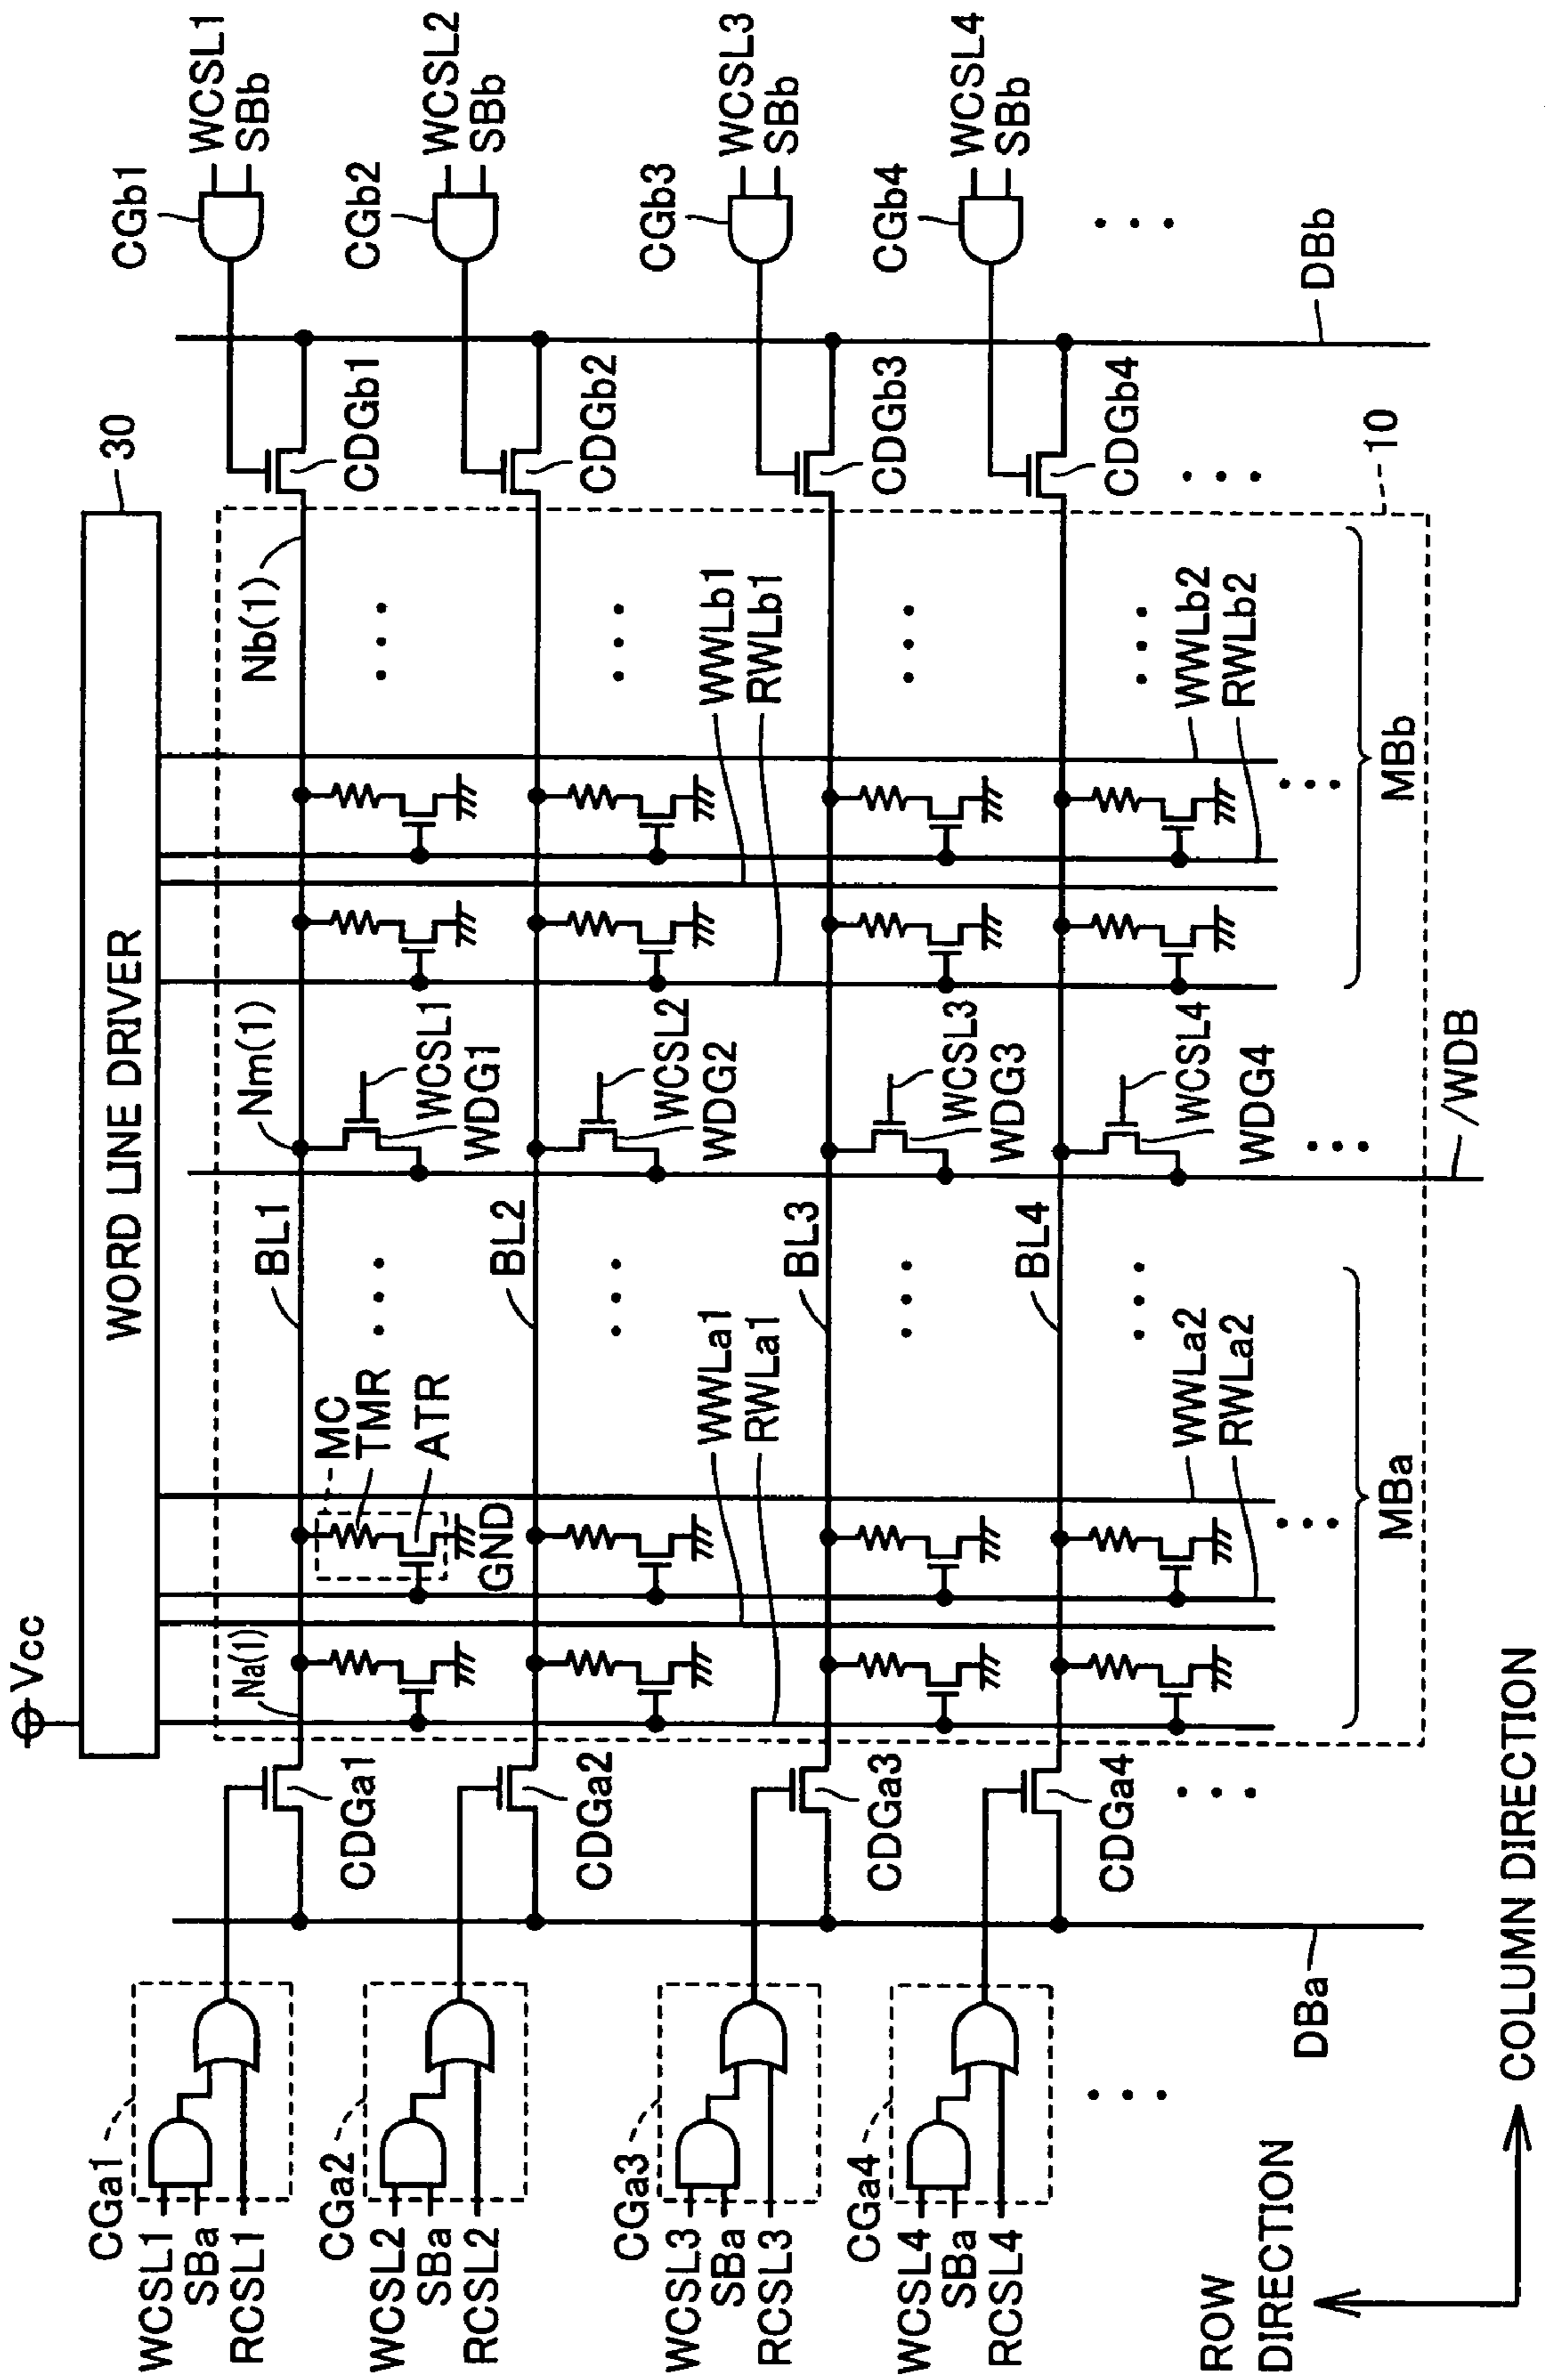 Vcc
30
WORD LINE DRIVER
CGa1
WCSL1
SBa
RCSL1
CDGa1
Na(1)
MC
TMR
ATR
GND
BL1
Nm(1)
WCSL1
WDG1
Nb(1)
CDGb1
CGb1
WCSL1
SBb
CGa2
WCSL2
SBa
RCSL2
CDGa2
BL2
WCSL2
WDG2
CDGb2
CGb2
WCSL2
SBb
WWLa1
RWLa1
WWLb1
RWLb1
CGa3
WCSL3
SBa
RCSL3
CDGa3
BL3
WCSL3
WDG3
CDGb3
CGb3
WCSL3
SBb
CGa4
WCSL4
SBa
RCSL4
CDGa4
BL4
WCSL4
WDG4
CDGb4
CGb4
WCSL4
SBb
WWLa2
RWLa2
WWLb2
RWLb2
DBa
MBa
/WDB
MBb
10
DBb
ROW
DIRECTION
COLUMN DIRECTION